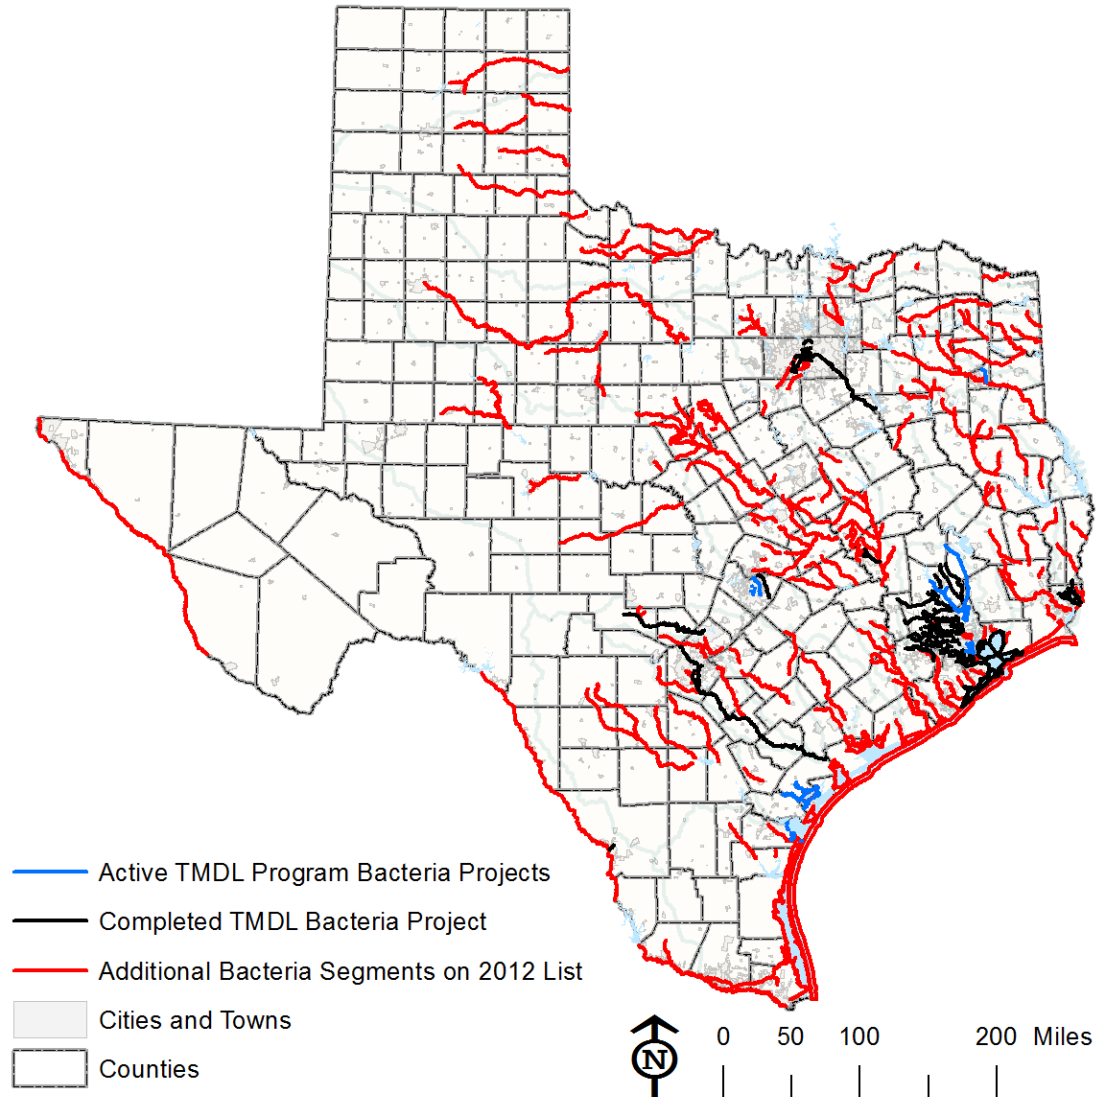 Active TMDL Program Bacteria Projects
Completed TMDL Bacteria Project
Additional Bacteria Segments on 2012 List
Cities and Towns
Counties
N
0 50 100 200 Miles